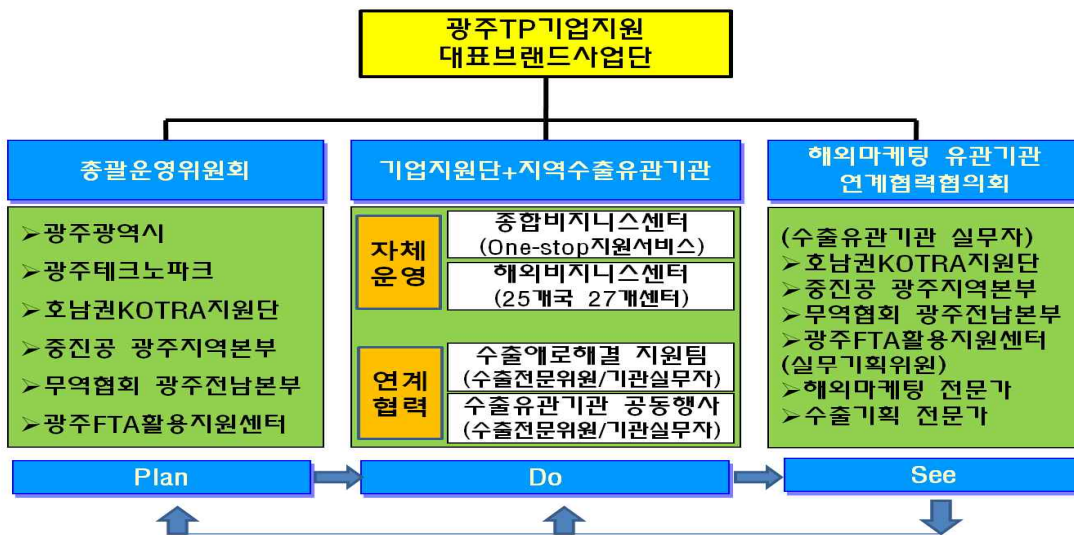 광주TP기업지원
대표브랜드사업단
총괄운영위원회
➢광주광역시
➢광주테크노파크
➢호남권KOTRA지원단
➢중진공 광주지역본부
➢무역협회 광주전남본부
➢광주FTA활용지원센터
기업지원단+지역수출유관기관
자체
운영
종합비지니스센터
(One-stop지원서비스)
해외비지니스센터
(25개국 27개센터)
연계
협력
수출애로해결 지원팀
(수출전문위원/기관실무자)
수출유관기관 공동행사
(수출전문위원/기관실무자)
해외마케팅 유관기관
연계협력협의회
(수출유관기관 실무자)
➢호남권KOTRA지원단
➢중진공 광주지역본부
➢무역협회 광주전남본부
➢광주FTA활용지원센터
(실무기획위원)
➢해외마케팅 전문가
➢수출기획 전문가
Plan
Do
See